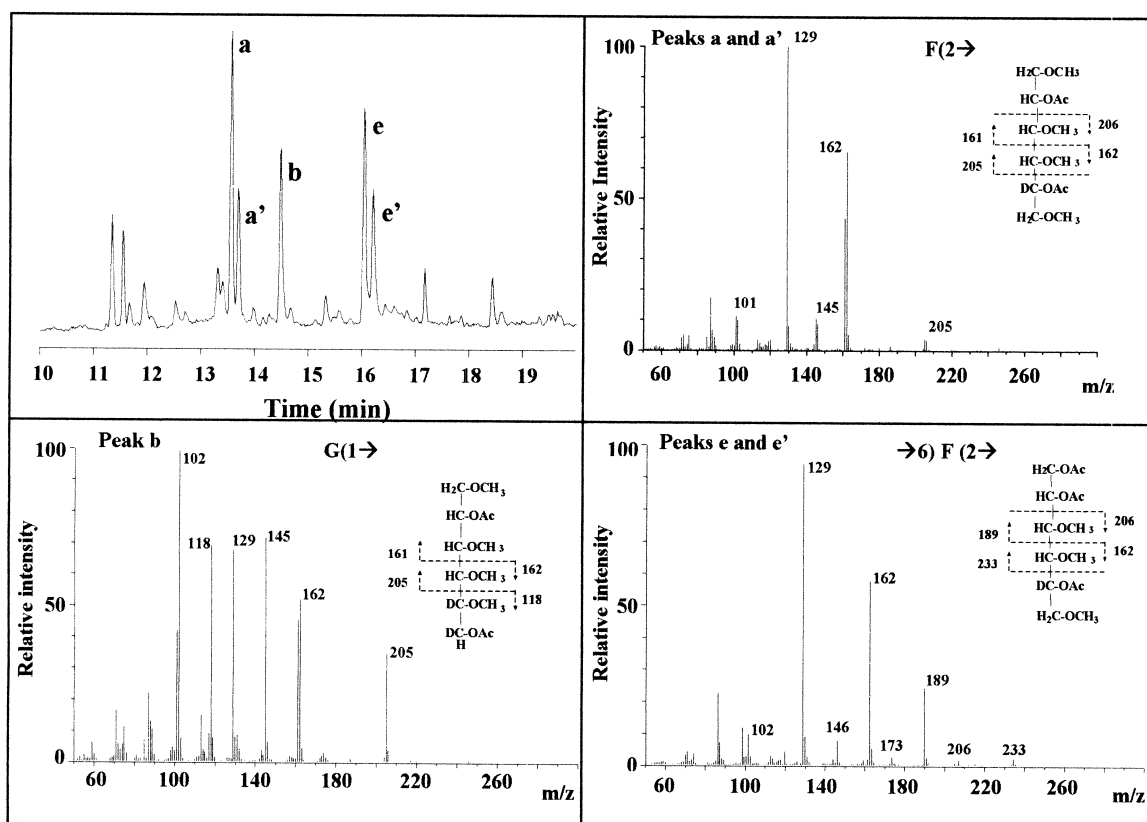 a
e
b
a’
e’
10 11 12 13 14 15 16 17 18 19
Time (min)
Peaks a and a’
129
F(2→
100
162
50
101
145
205
0
60 100 140 180 220 260
m/z
Relative Intensity
H₂C-OCH3
HC-OAc
HC-OCH₃
HC-OCH₃
DC-OAc
H₂C-OCH₃
161
205
206
162
Peak b
G(1→
100
102
118
129
145
162
205
50
0
60 100 140 180 220 260
m/z
Relative intensity
H₂C-OCH₃
HC-OAc
HC-OCH₃
HC-OCH₃
DC-OCH₃
DC-OAc
H
161
205
162
118
Peaks e and e’
→6) F (2→
100
129
162
189
102
146
173
206
233
50
0
60 100 140 180 220 260
m/z
Relative intensity
H₂C-OAc
HC-OAc
HC-OCH₃
HC-OCH₃
DC-OAc
H₂C-OCH₃
189
233
206
162